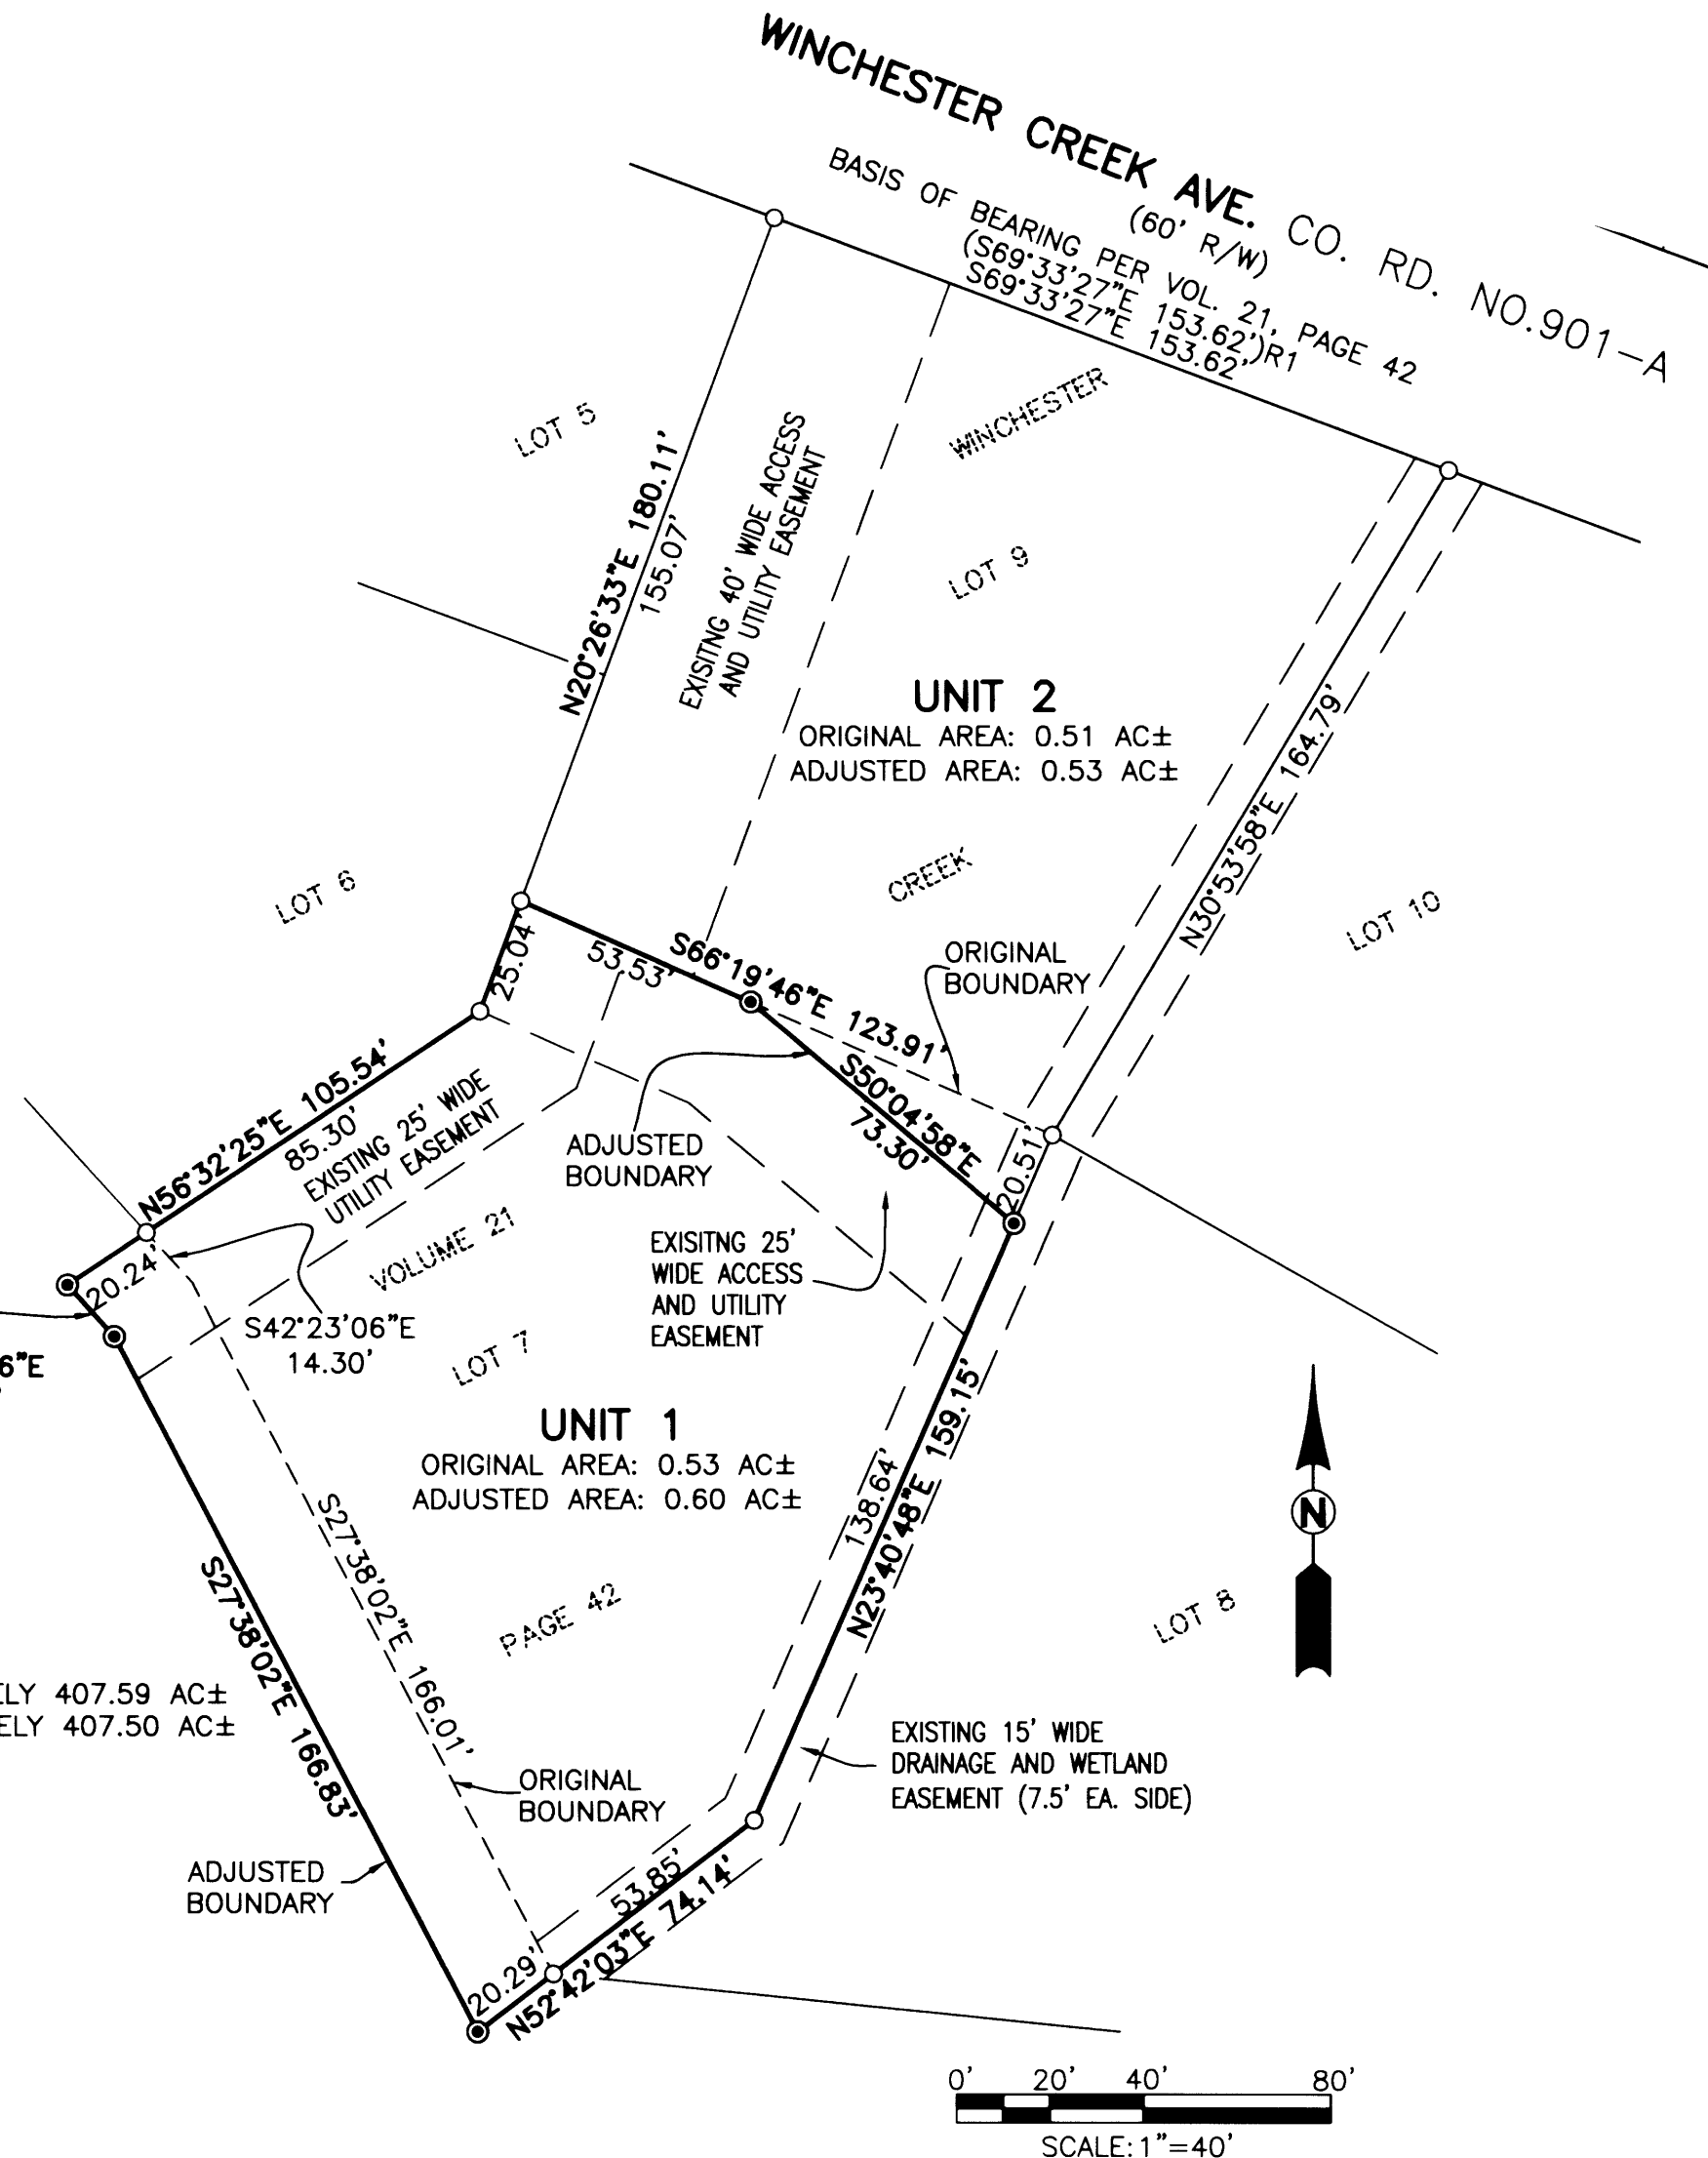 WINCHESTER CREEK AVE. CO. RD. NO.901-A
(60' R/W)
BASIS OF BEARING PER VOL. 21, PAGE 42
(S69°33'27"E 153.62')R1
S69°33'27"E 153.62'
LOT 5
WINCHESTER
N20°26'33"E 180.11'
155.07'
EXISITNG 40' WIDE ACCESS
AND UTILITY EASEMENT
LOT 9
UNIT 2
ORIGINAL AREA: 0.51 AC±
ADJUSTED AREA: 0.53 AC±
N30°53'58"E 164.79'
LOT 6
CREEK
LOT 10
25.04'
53.53'
S66°19'46"E 123.91'
ORIGINAL
BOUNDARY
S50°04'58"E
73.30'
20.51'
N56°32'25"E 105.54'
85.30'
EXISTING 25' WIDE
UTILITY EASEMENT
ADJUSTED
BOUNDARY
20.24'
VOLUME 21
EXISITNG 25'
WIDE ACCESS
AND UTILITY
EASEMENT
S42°23'06"E
14.30'
6"E
LOT 7
UNIT 1
ORIGINAL AREA: 0.53 AC±
ADJUSTED AREA: 0.60 AC±
138.64'
N23°40'48"E 159.15'
N
S27°38'02"E 166.83'
S27°38'02"E 166.01'
PAGE 42
LOT 8
ELY 407.59 AC±
ELY 407.50 AC±
EXISTING 15' WIDE
DRAINAGE AND WETLAND
EASEMENT (7.5' EA. SIDE)
ORIGINAL
BOUNDARY
ADJUSTED
BOUNDARY
53.85'
20.29'
N52°42'03"E 74.14'
0' 20' 40' 80'
SCALE: 1"=40'